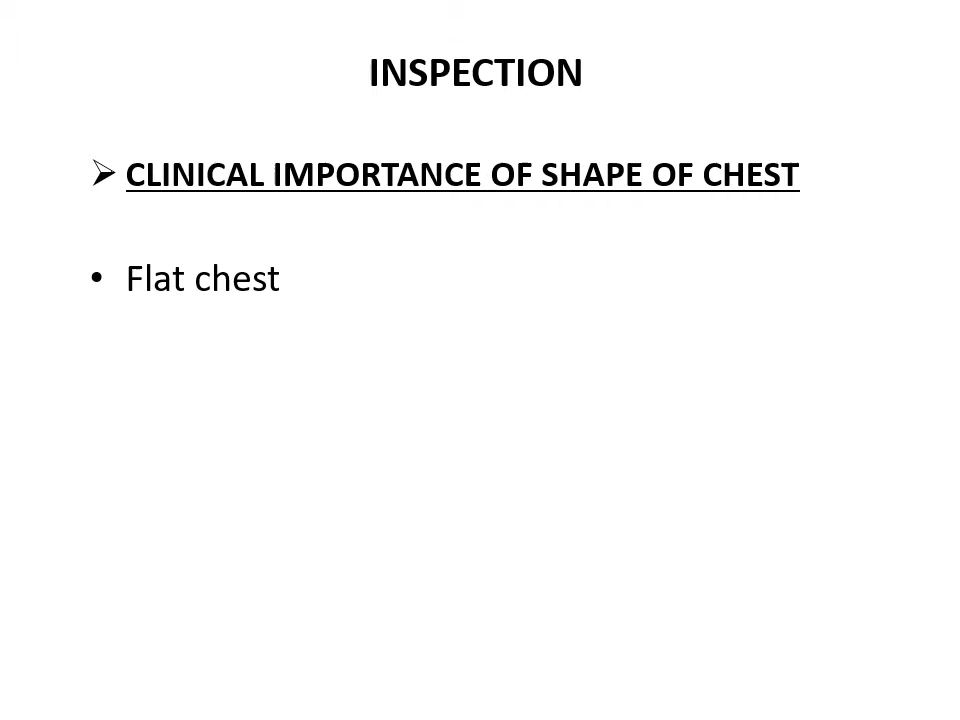 INSPECTION
➢ CLINICAL IMPORTANCE OF SHAPE OF CHEST
• Flat chest